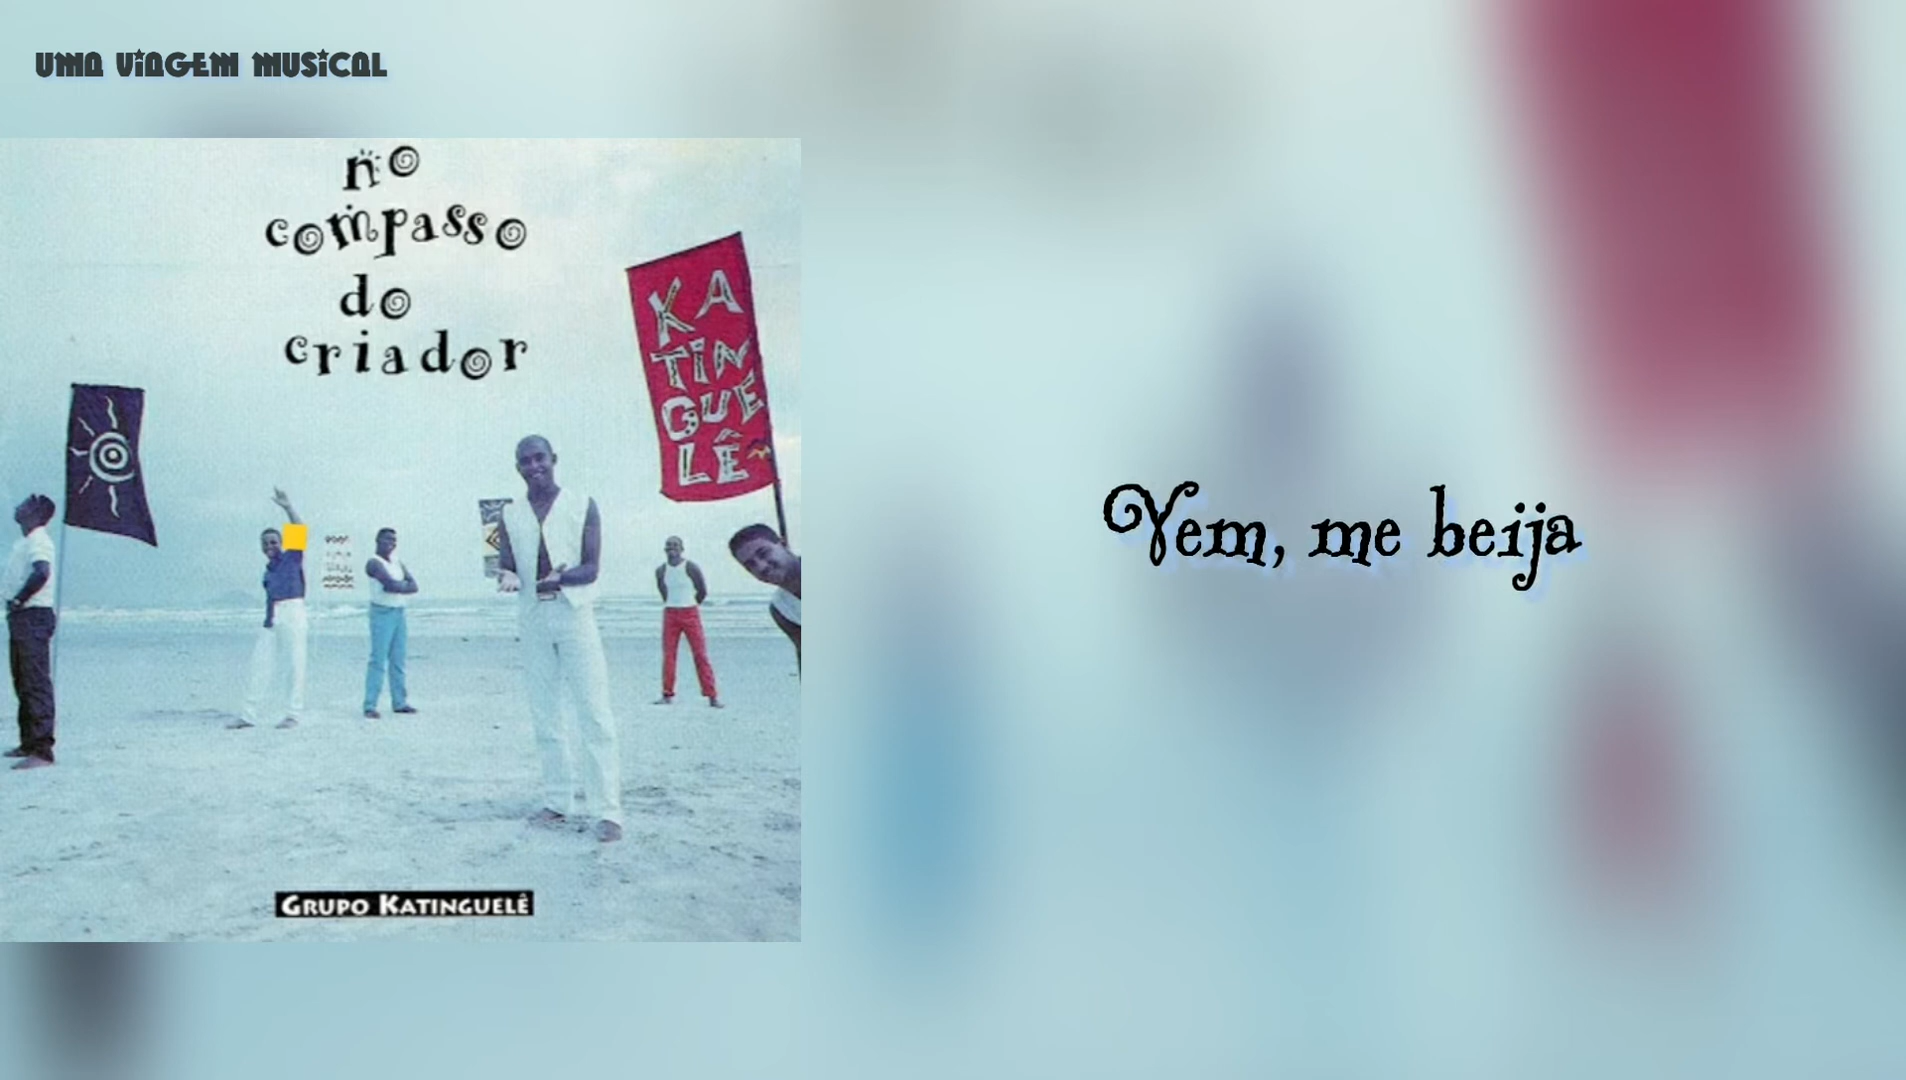 UMA VIAGEM MUSICAL
no
compasso
do
criador
KA
TIN
GUE
LÊ
Vem, me beija
GRUPO KATINGUELÊ